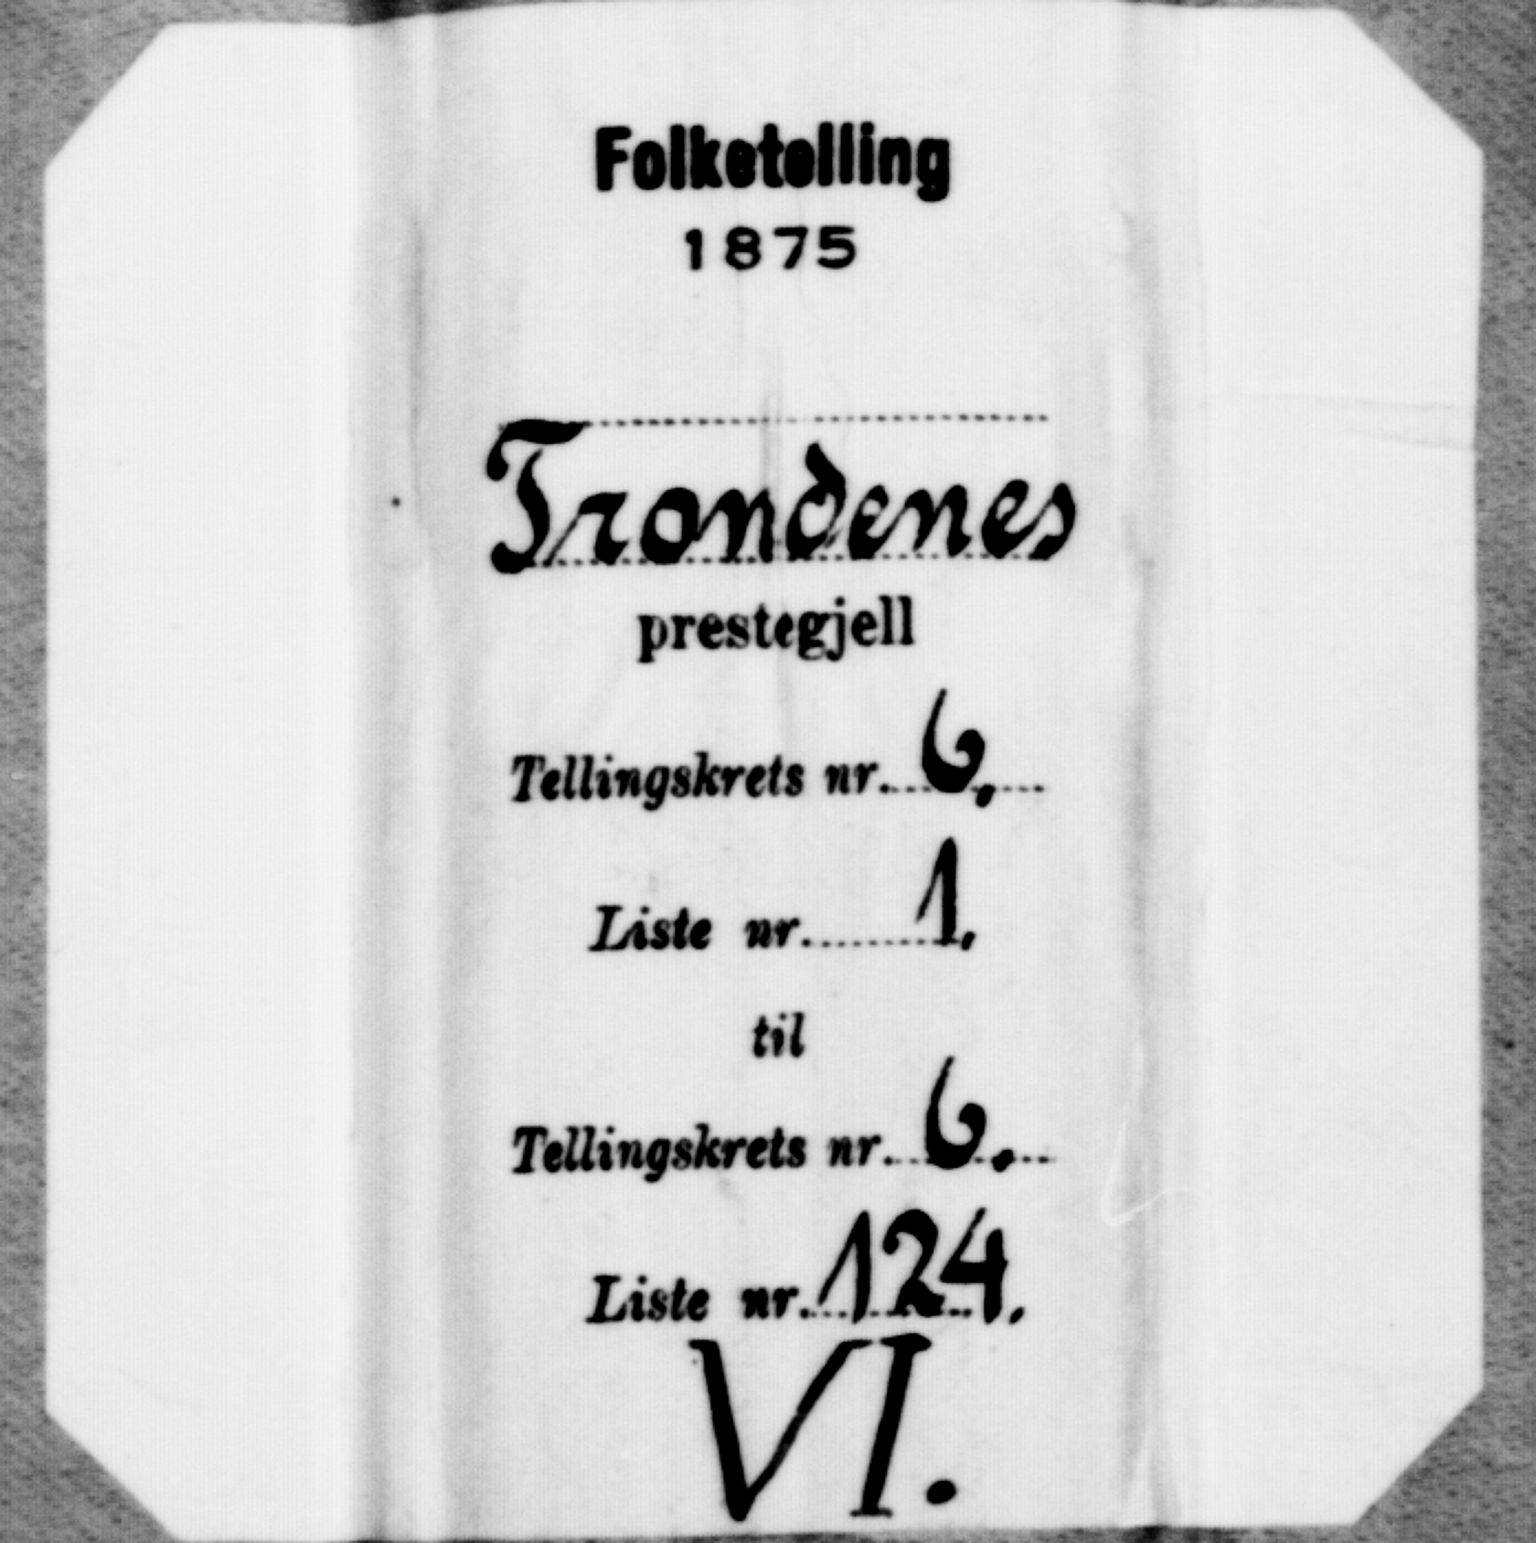 Folketelling
1875
Trondenes
prestegjell
Tellingskrets nr. 6.
Liste nr. 1.
til
Tellingskrets nr. 6.
Liste nr. 124.
VI.